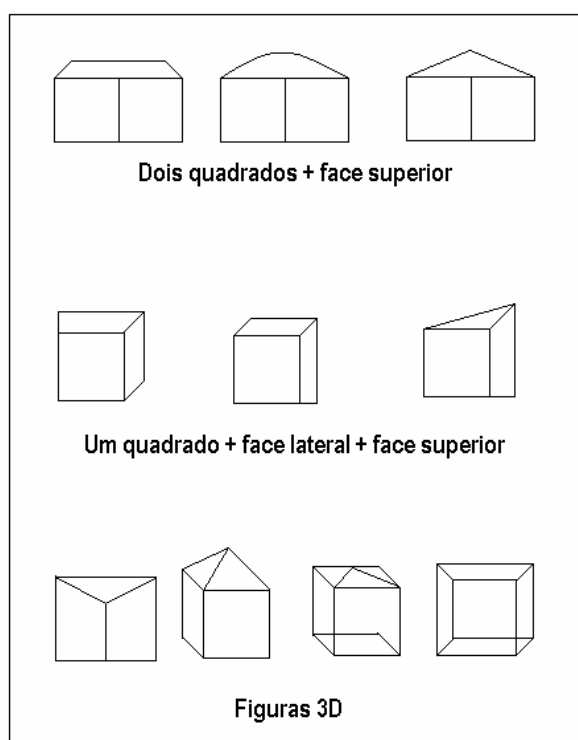 Dois quadrados + face superior
Um quadrado + face lateral + face superior
Figuras 3D